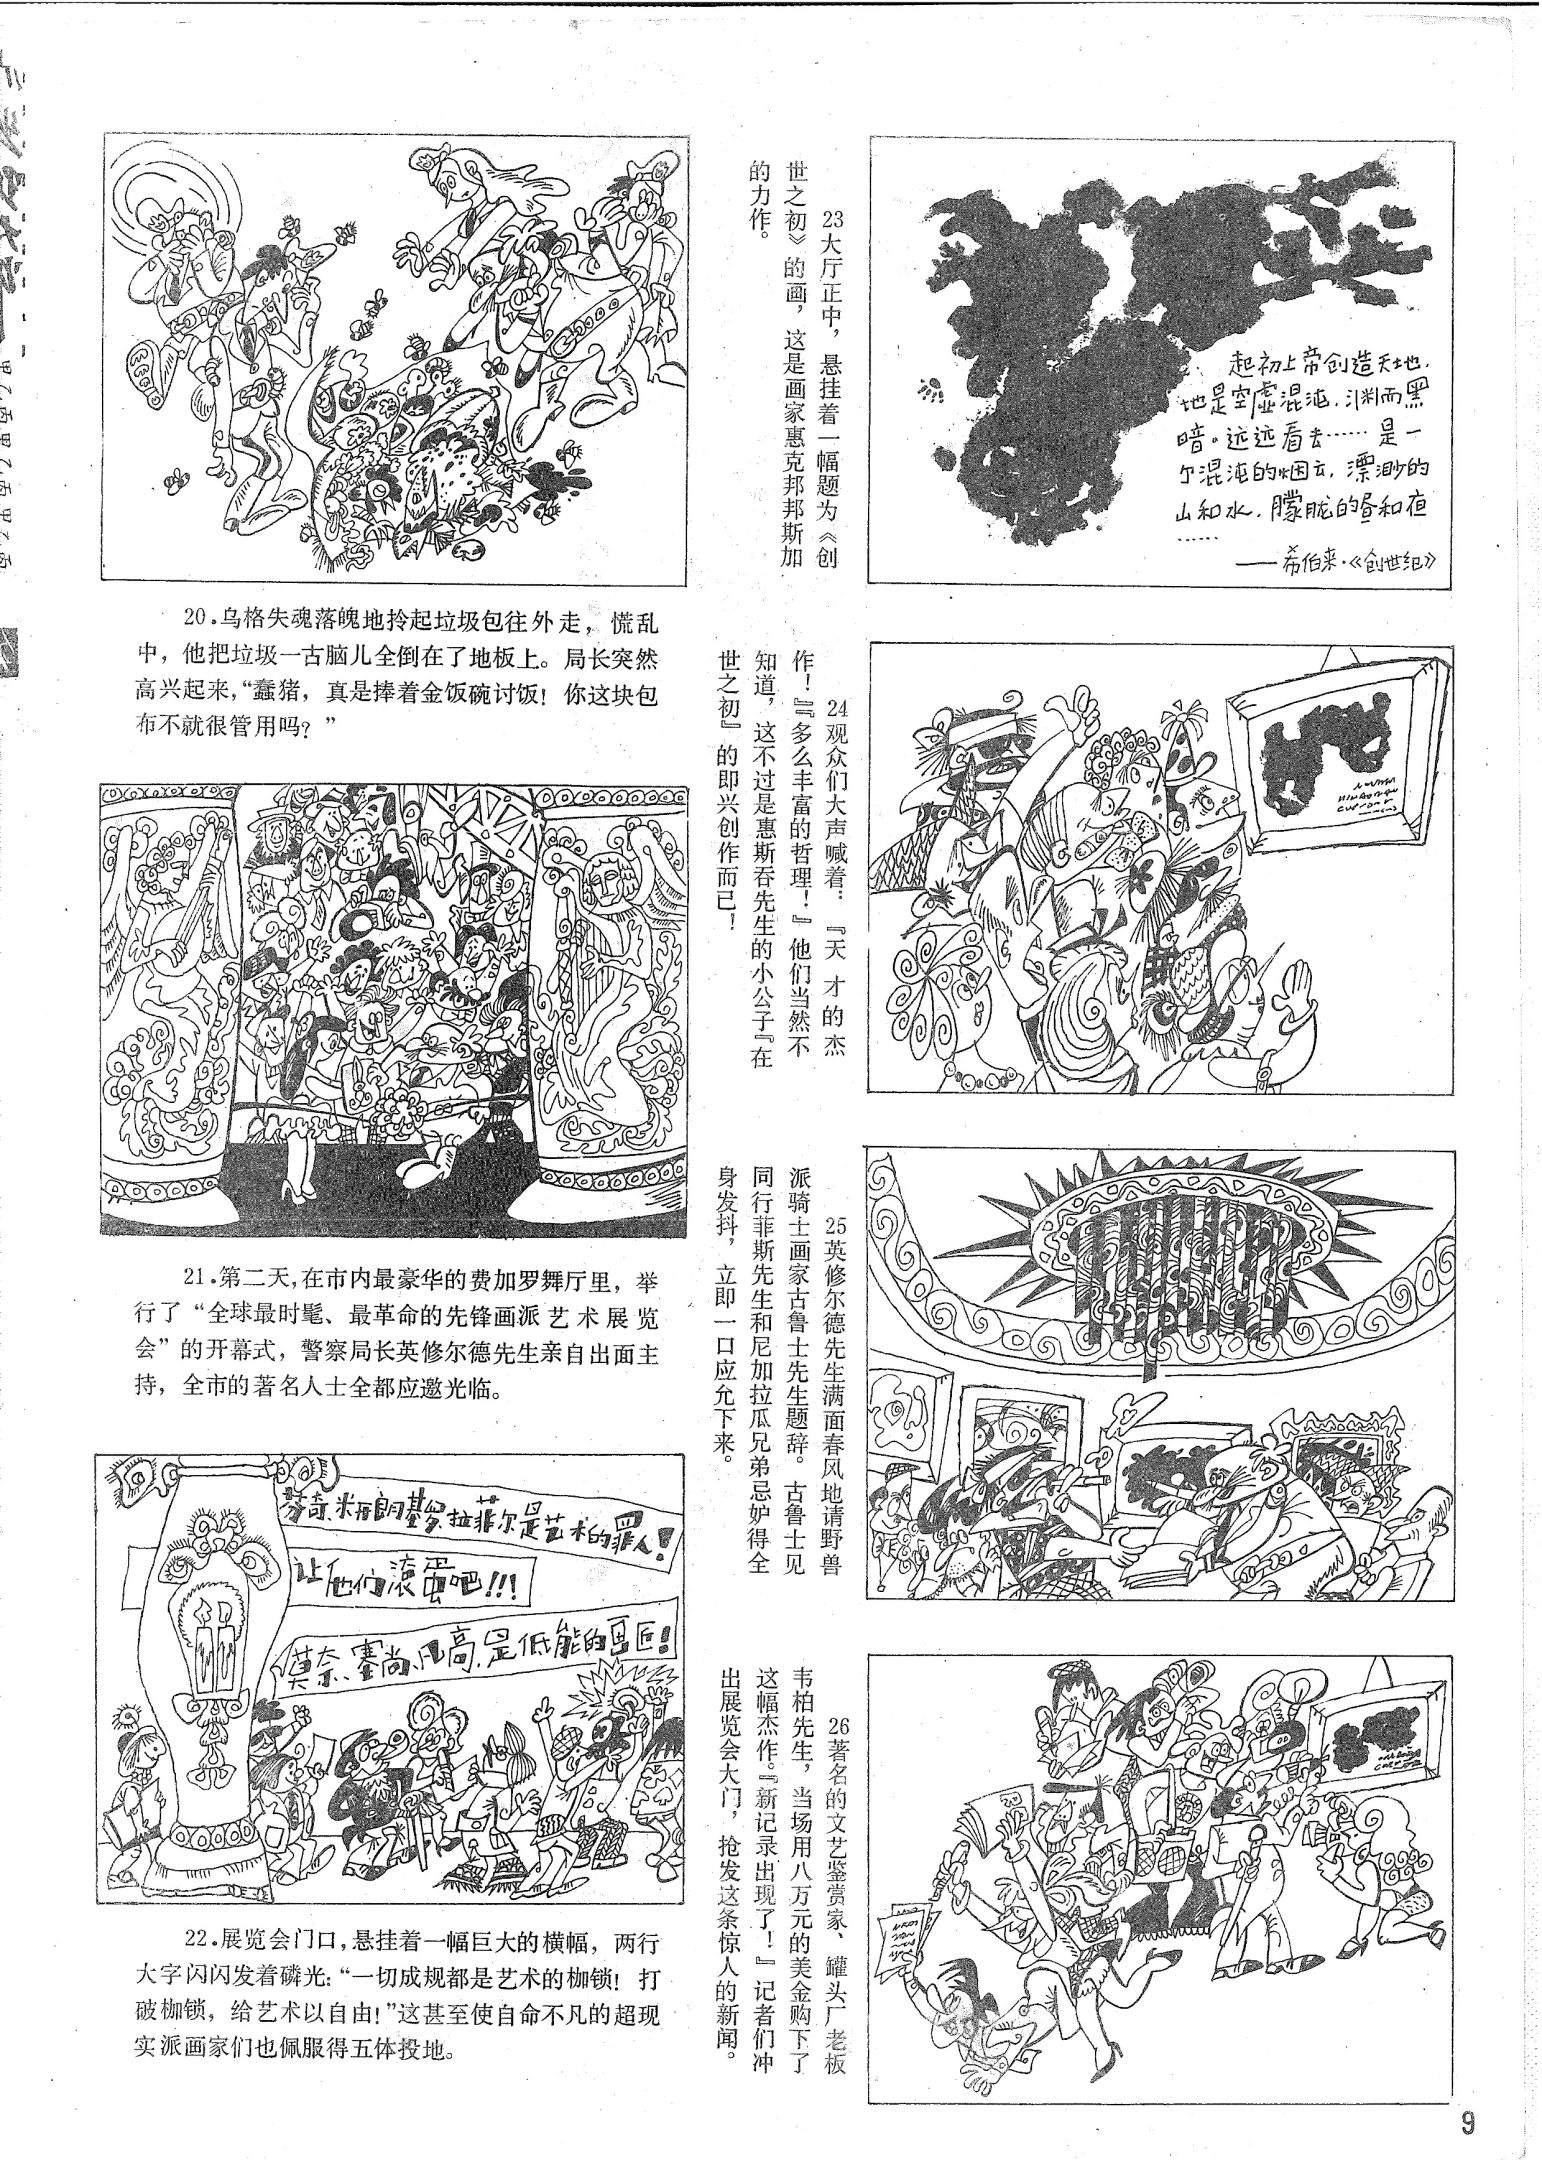 20.乌格失魂落魄地拎起垃圾包往外走，慌乱
中，他把垃圾一古脑儿全倒在了地板上。局长突然
高兴起来，“蠢猪，真是捧着金饭碗讨饭！你这块包
布不就很管用吗？”
21.第二天，在市内最豪华的费加罗舞厅里，举
行了“全球最时髦、最革命的先锋画派艺术展览
会”的开幕式，警察局长英修尔德先生亲自出面主
持，全市的著名人士全都应邀光临。
芬奇、米开朗基罗、拉菲尔是艺术的罪人！
让他们滚蛋吧！！！
莫奈、塞尚、凡高、是低能的画匠！
22.展览会门口，悬挂着一幅巨大的横幅，两行
大字闪闪发着磷光：“一切成规都是艺术的枷锁！打
破枷锁，给艺术以自由！”这甚至使自命不凡的超现
实派画家们也佩服得五体投地。
23大厅正中，悬挂着一幅题为《创
世之初》的画，这是画家惠克邦邦斯加
的力作。
起初上帝创造天地.
地是空虚混沌.渊而黑
暗。远远看去……是一
尔混沌的烟云，漂渺的
山和水.朦胧的昼和夜
……
——希伯来·《创世纪》
24观众们大声喊着：『天才的杰
作！』『多么丰富的哲理！』他们当然不
知道，这不过是惠斯吞先生的小公子『在
世之初』的即兴创作而已！
25英修尔德先生满面春风地请野兽
派骑士画家古鲁士先生题辞。古鲁士见
同行菲斯先生和尼加拉瓜兄弟忌妒得全
身发抖，立即一口应允下来。
26著名的文艺鉴赏家、罐头厂老板
韦柏先生，当场用八万元的美金购下了
这幅杰作。『新记录出现了！』记者们冲
出展览会大门，抢发这条惊人的新闻。
9